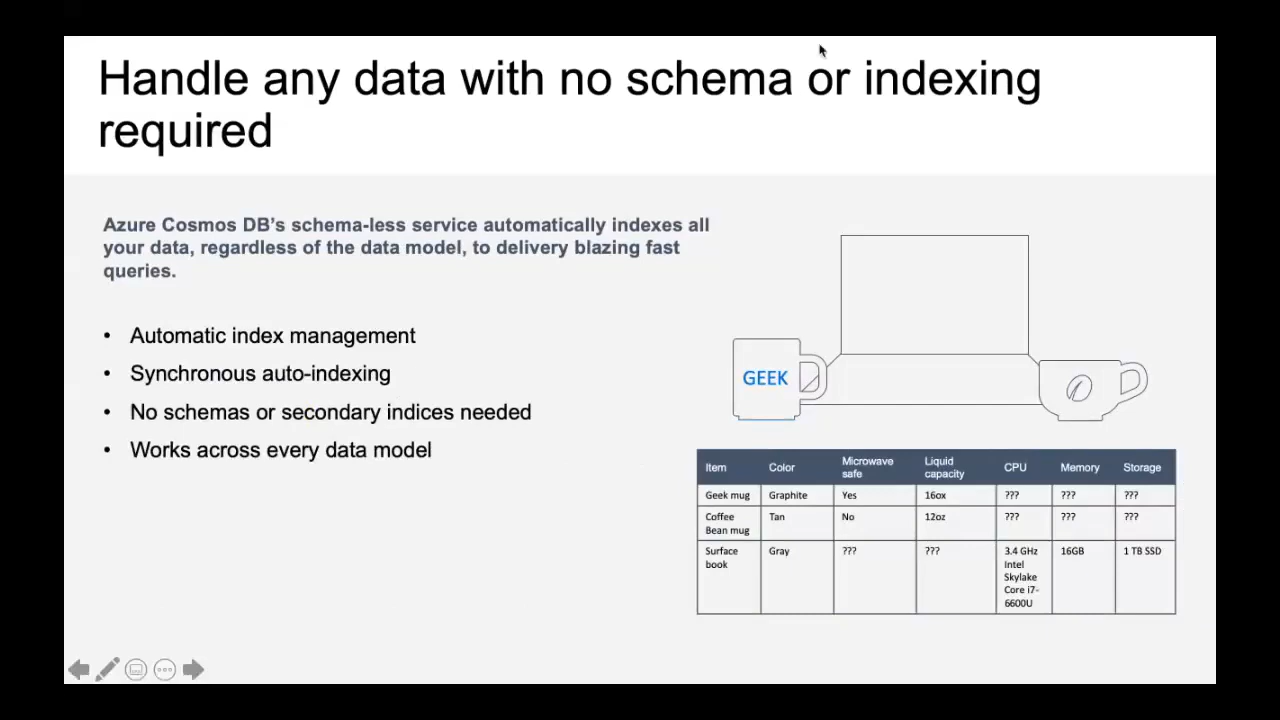 Handle any data with no schema or indexing
required
Azure Cosmos DB’s schema-less service automatically indexes all
your data, regardless of the data model, to delivery blazing fast
queries.
• Automatic index management
• Synchronous auto-indexing
• No schemas or secondary indices needed
• Works across every data model
GEEK
Item Color Microwave safe Liquid capacity CPU Memory Storage
Geek mug Graphite Yes 16ox ??? ??? ???
Coffee Bean mug Tan No 12oz ??? ??? ???
Surface book Gray ??? ??? 3.4 GHz Intel Skylake Core i7-6600U 16GB 1 TB SSD